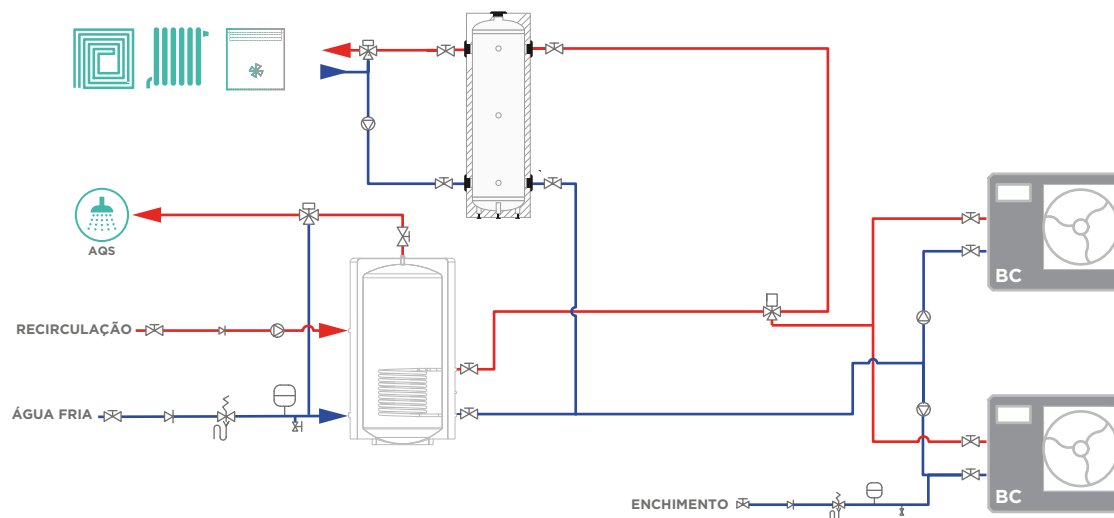 AQS
BC
RECIRCULAÇÃO
ÁGUA FRIA
BC
ENCHIMENTO